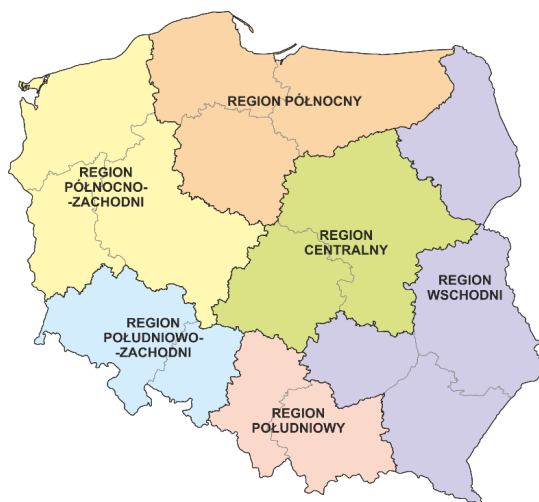 REGION PÓŁNOCNY
REGION
PÓŁNOCNO-
-ZACHODNI
REGION
CENTRALNY
REGION
WSCHODNI
REGION
POŁUDNIOWO-
-ZACHODNI
REGION
POŁUDNIOWY